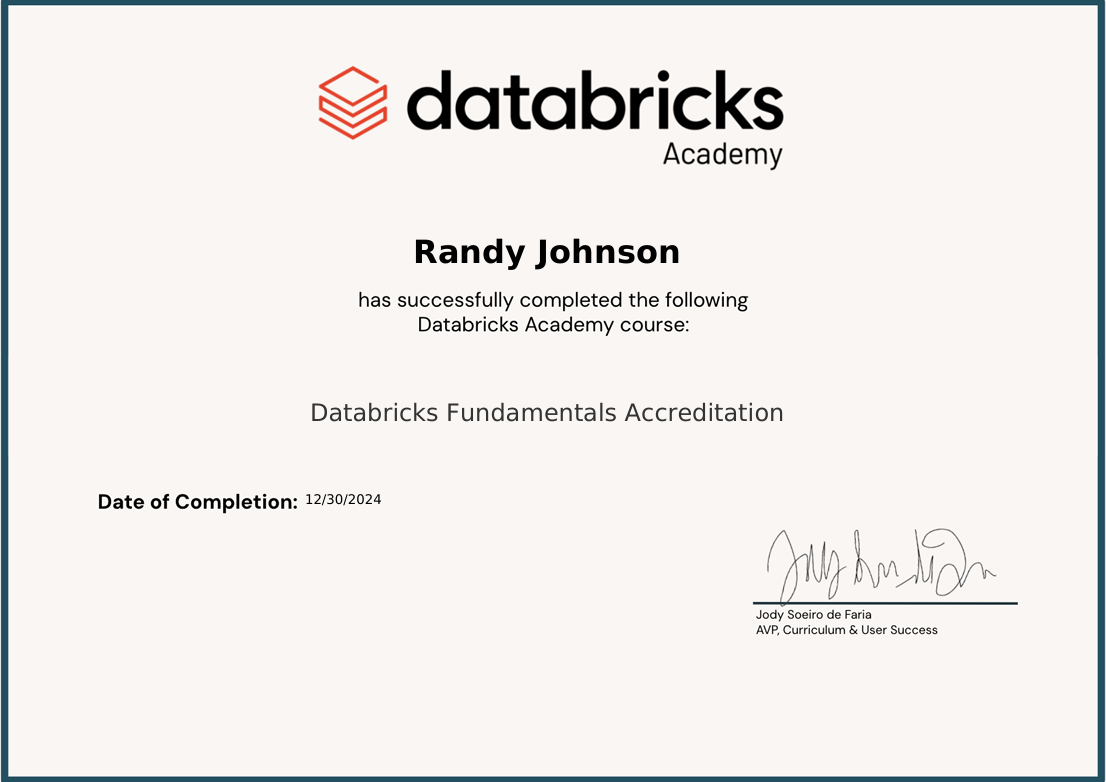 databricks
Academy
Randy Johnson
has successfully completed the following
Databricks Academy course:
Databricks Fundamentals Accreditation
Date of Completion: 12/30/2024
Jody Soeiro de Faria
AVP, Curriculum & User Success